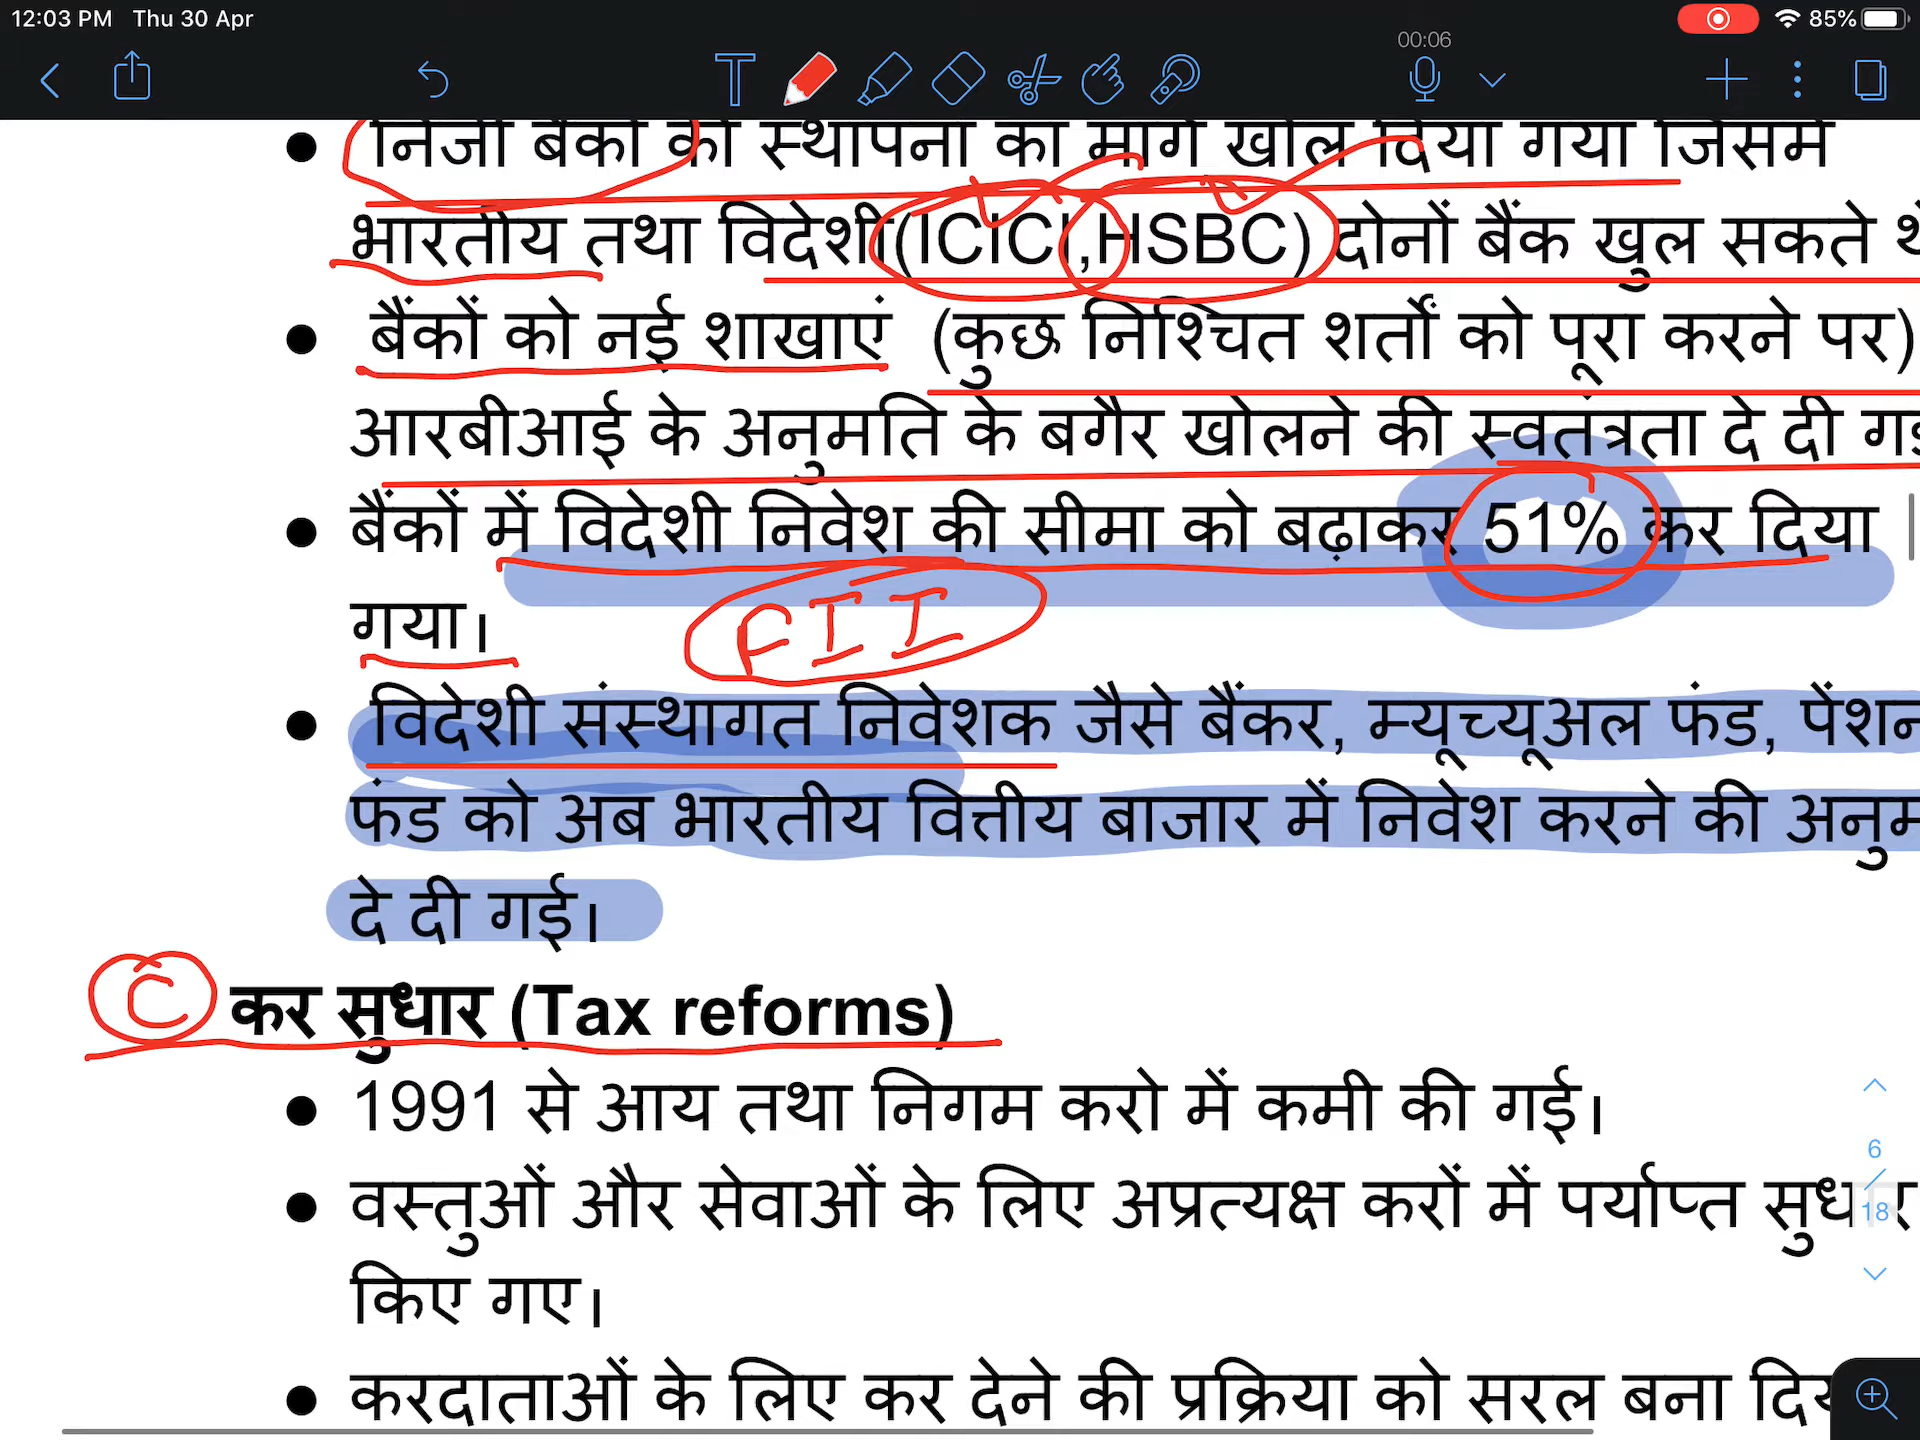 12:03 PM Thu 30 Apr
85%
00:06
T
निजी बैंकों की स्थापना का मार्ग खोल दिया गया जिसमें
भारतीय तथा विदेशी(ICICI,HSBC) दोनों बैंक खुल सकते
बैंकों को नई शाखाएं (कुछ निश्चित शर्तों को पूरा करने पर)
आरबीआई के अनुमति के बगैर खोलने की स्वतंत्रता दे दी
बैंकों में विदेशी निवेश की सीमा को बढ़ाकर 51% कर दिया
गया।
FII
विदेशी संस्थागत निवेशक जैसे बैंकर, म्यूच्यूअल फंड,
फंड को अब भारतीय वित्तीय बाजार में निवेश करने की
दे दी गई।
C कर सुधार (Tax reforms)
1991 से आय तथा निगम करो में कमी की गई।
वस्तुओं और सेवाओं के लिए अप्रत्यक्ष करों में पर्याप्त सुधार
किए गए।
करदाताओं के लिए कर देने की प्रक्रिया को सरल बना
6
18